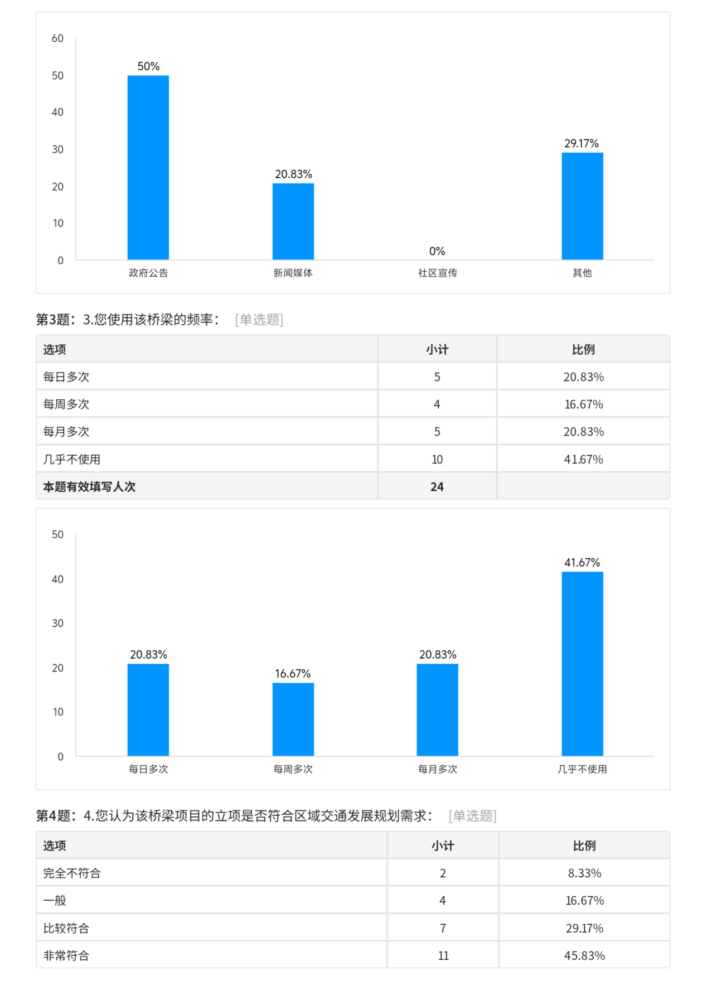 60
50
40
30
20
10
0
50%
20.83%
0%
29.17%
政府公告 新闻媒体 社区宣传 其他
第3题：3.您使用该桥梁的频率： [单选题]
选项 小计 比例
每日多次 5 20.83%
每周多次 4 16.67%
每月多次 5 20.83%
几乎不使用 10 41.67%
本题有效填写人次 24
50
40
30
20
10
0
20.83%
16.67%
20.83%
41.67%
每日多次 每周多次 每月多次 几乎不使用
第4题：4.您认为该桥梁项目的立项是否符合区域交通发展规划需求： [单选题]
选项 小计 比例
完全不符合 2 8.33%
一般 4 16.67%
比较符合 7 29.17%
非常符合 11 45.83%